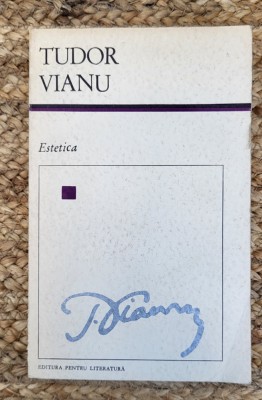 TUDOR
VIANU
Estetica
T. Vianu
EDITURA PENTRU LITERATURĂ